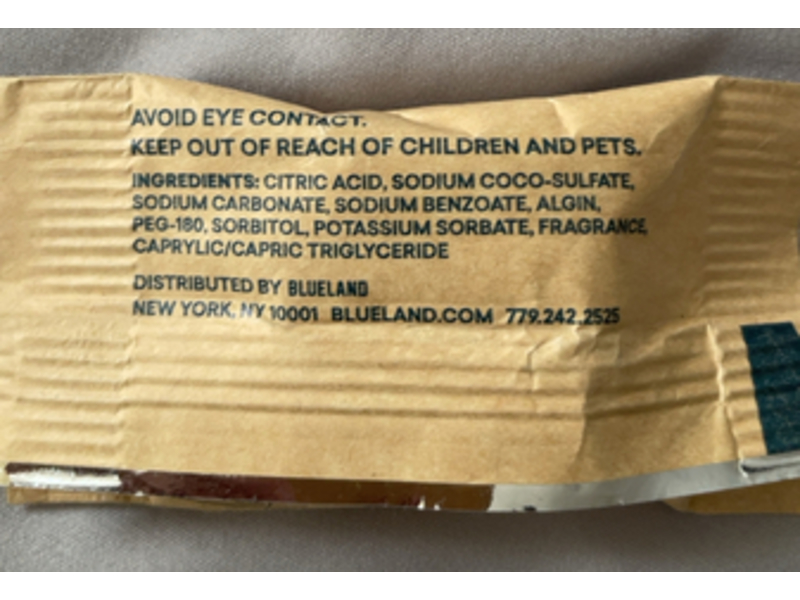 AVOID EYE CONTACT.
KEEP OUT OF REACH OF CHILDREN AND PETS.
INGREDIENTS: CITRIC ACID, SODIUM COCO-SULFATE,
SODIUM CARBONATE, SODIUM BENZOATE, ALGIN,
PEG-180, SORBITOL, POTASSIUM SORBATE, FRAGRANCE,
CAPRYLIC/CAPRIC TRIGLYCERIDE
DISTRIBUTED BY BLUELAND
NEW YORK, NY 10001 BLUELAND.COM 779.242.2525